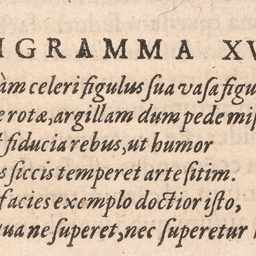 IGRAMMA XV
àm celeri figulus sua vasa figu
e rotæ, argillam dum pede mis
t fiducia rebus, ut humor
s siccis temperet arte sitim.
facies exemplo doctior isto,
ua ne superet, nec superetur